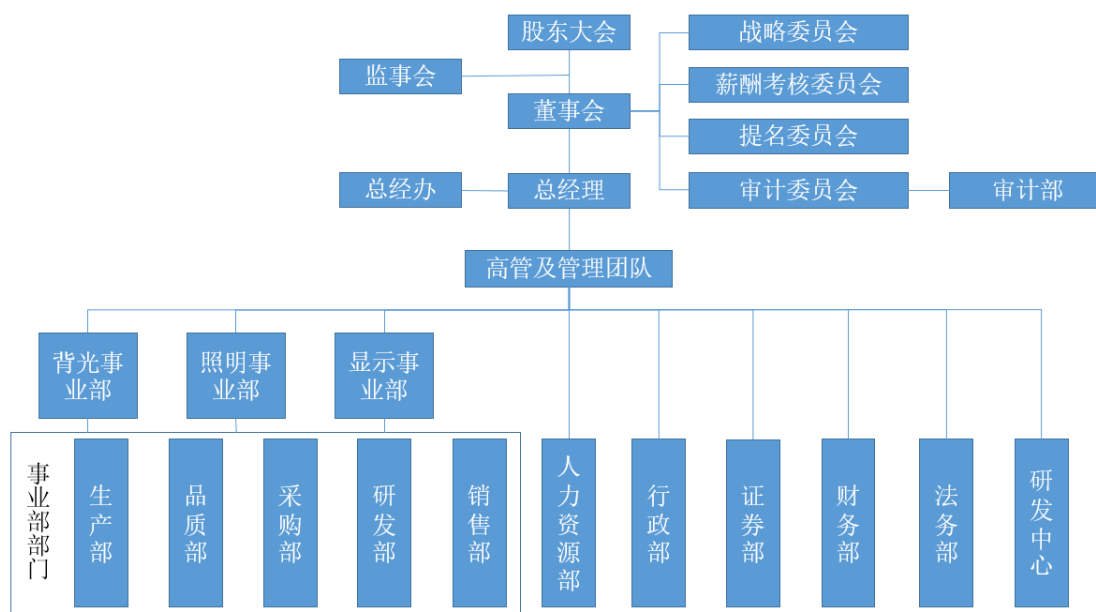 股东大会
战略委员会
监事会
薪酬考核委员会
董事会
提名委员会
总经办
总经理
审计委员会
审计部
高管及管理团队
背光事
业部
照明事
业部
显示事
业部
事业部部门
生产部
品质部
采购部
研发部
销售部
人力资源部
行政部
证券部
财务部
法务部
研发中心